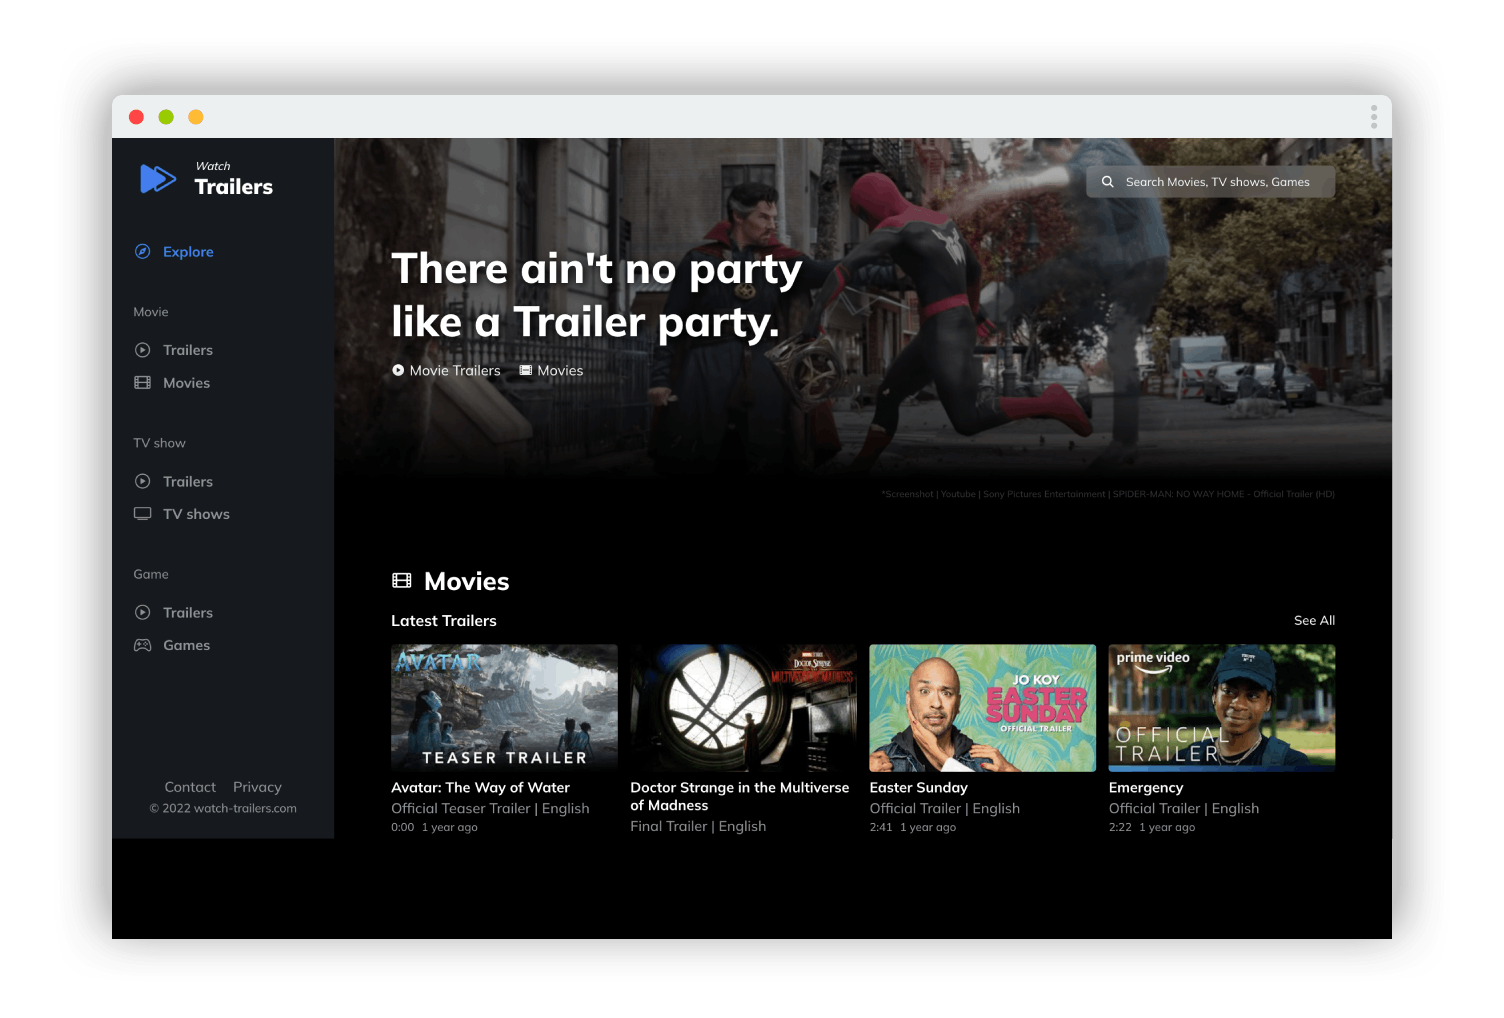 Watch
Trailers
Explore
Movie
Trailers
Movies
TV show
Trailers
TV shows
Game
Trailers
Games
Contact Privacy
© 2022 watch-trailers.com
Search Movies, TV shows, Games
There ain't no party
like a Trailer party.
Movie Trailers Movies
*Screenshot | Youtube | Sony Pictures Entertainment | SPIDER-MAN: NO WAY HOME - Official Trailer (HD)
Movies
Latest Trailers
See All
AVATAR
TEASER TRAILER
Avatar: The Way of Water
Official Teaser Trailer | English
0:00 1 year ago
DOCTOR STRANGE
MULTIVERSE OF MADNESS
Doctor Strange in the Multiverse
of Madness
Final Trailer | English
JO KOY
EASTER
SUNDAY
OFFICIAL TRAILER
Easter Sunday
Official Trailer | English
2:41 1 year ago
prime video
OFFICIAL
TRAILER
Emergency
Official Trailer | English
2:22 1 year ago